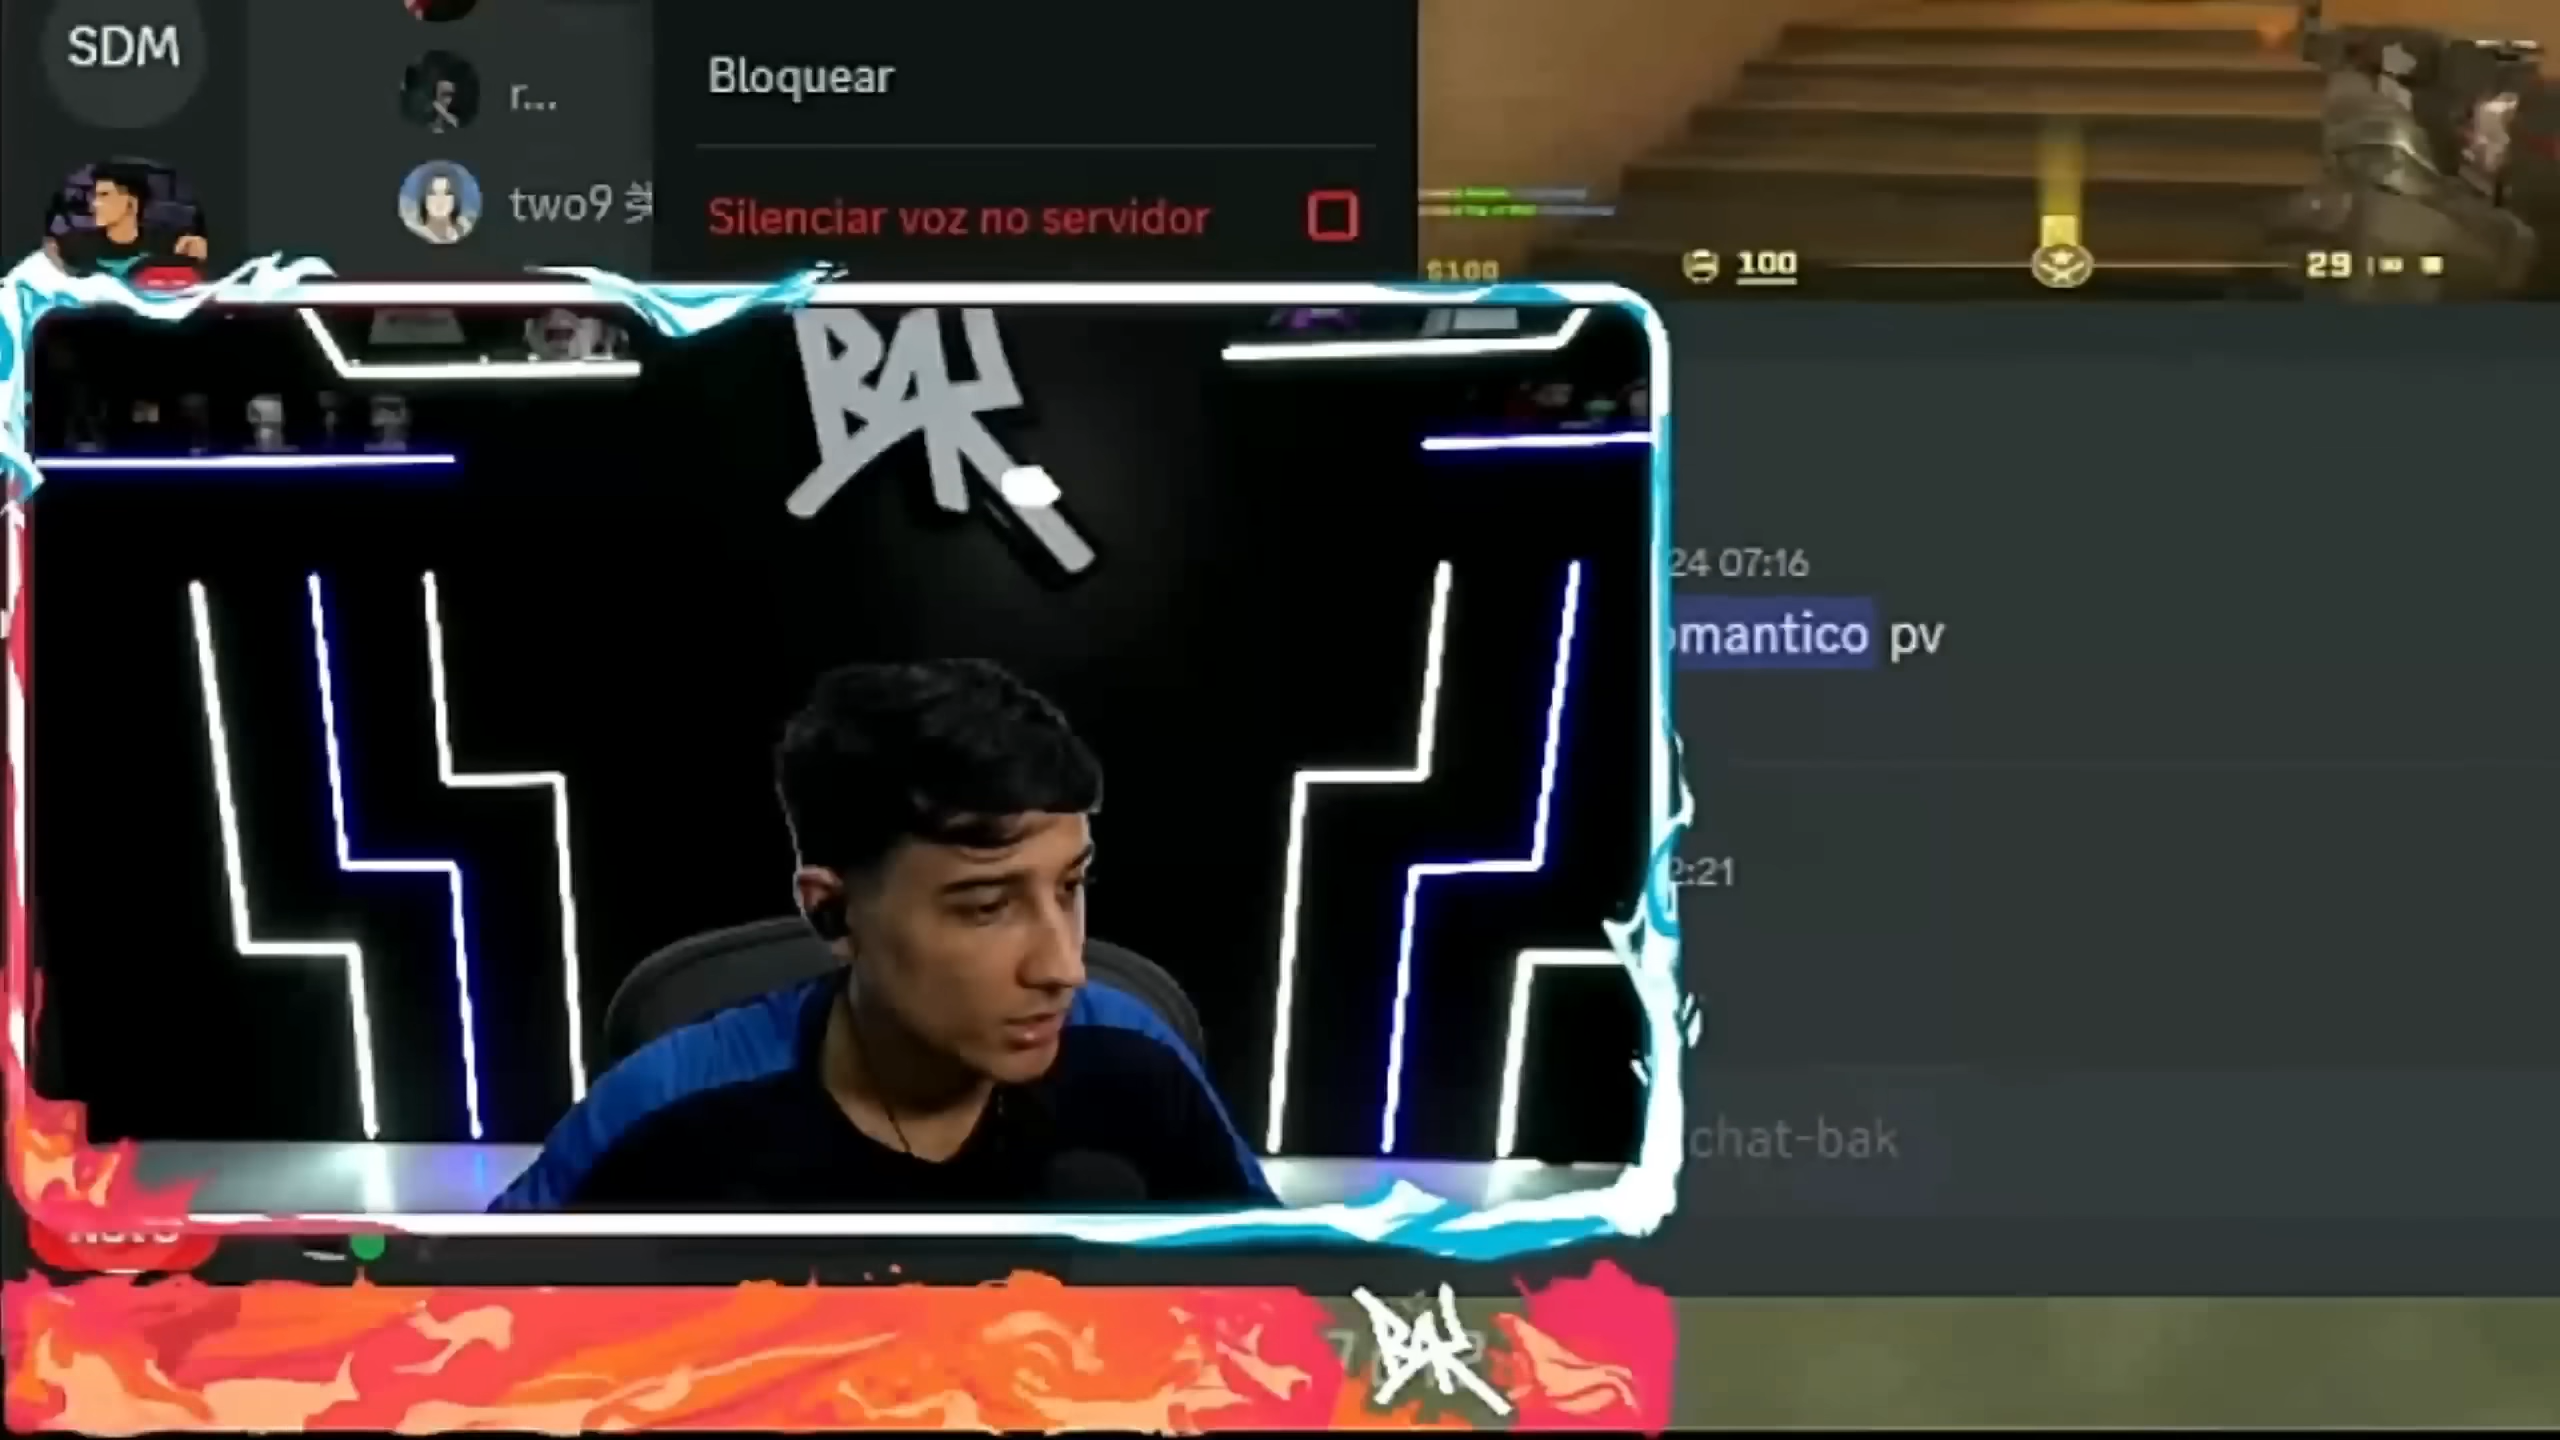 SDM
Bloquear
r...
two9
Silenciar voz no servidor
$100
100
29
BAK
24 07:16
omantico pv
2:21
chat-bak
NOVO
BAK